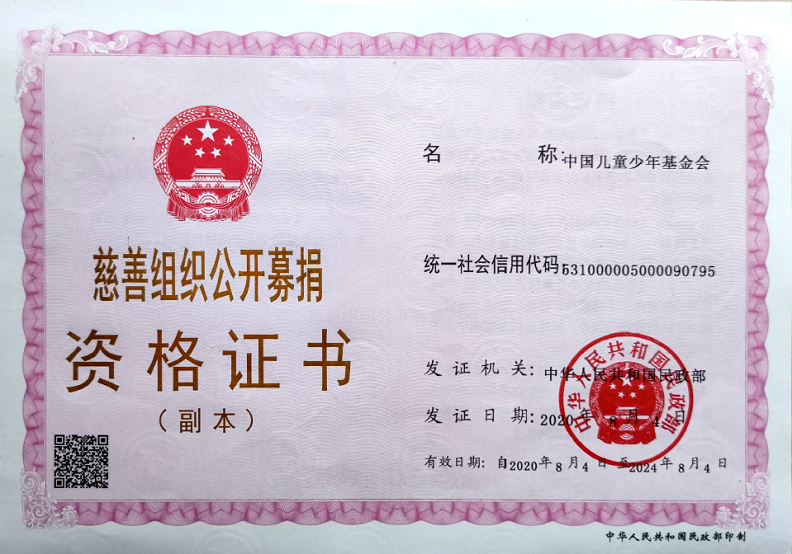 慈善组织公开募捐
资格证书
（副本）
名 称：中国儿童少年基金会
统一社会信用代码：531000005000090795
发证机关：中华人民共和国民政部
发证日期：2020年8月4日
有效日期：自2020年8月4日至2024年8月4日
中华人民共和国民政部
中华人民共和国民政部印制